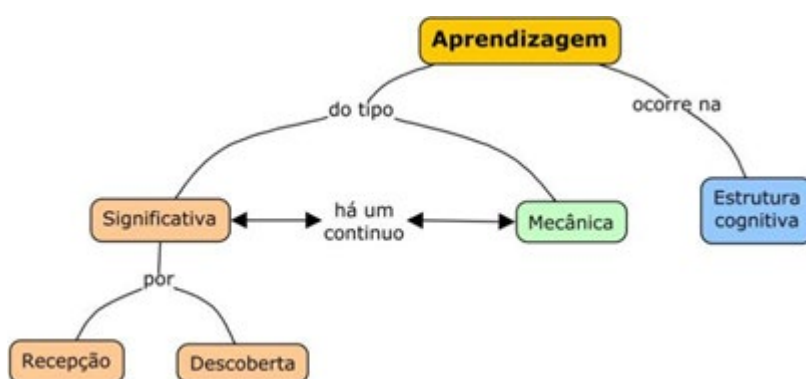 Aprendizagem
do tipo
ocorre na
Significativa
há um
continuo
Mecânica
Estrutura
cognitiva
por
Recepção
Descoberta